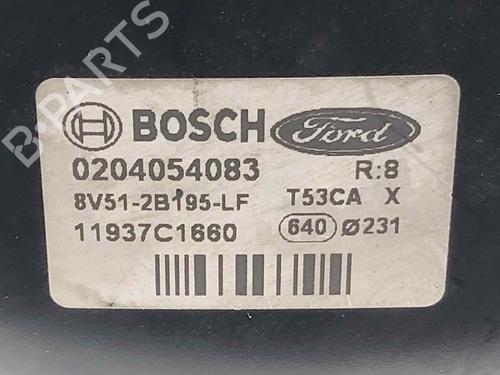 B-PARTS
BOSCH Ford
0204054083 R:8
8V51-2B195-LF T53CA X
11937C1660 640 ø231